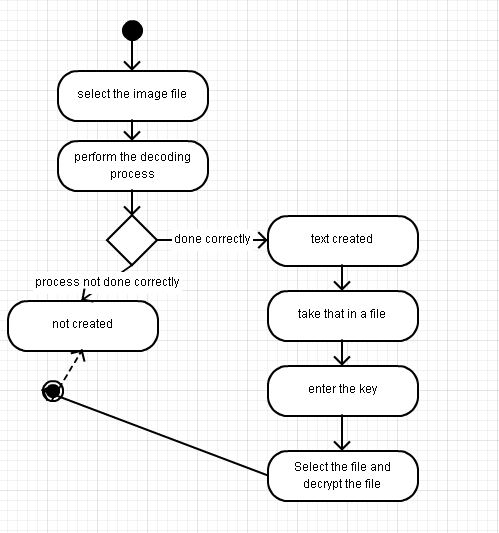 select the image file
perform the decoding
process
done correctly
text created
process not done correctly
take that in a file
not created
enter the key
Select the file and
decrypt the file